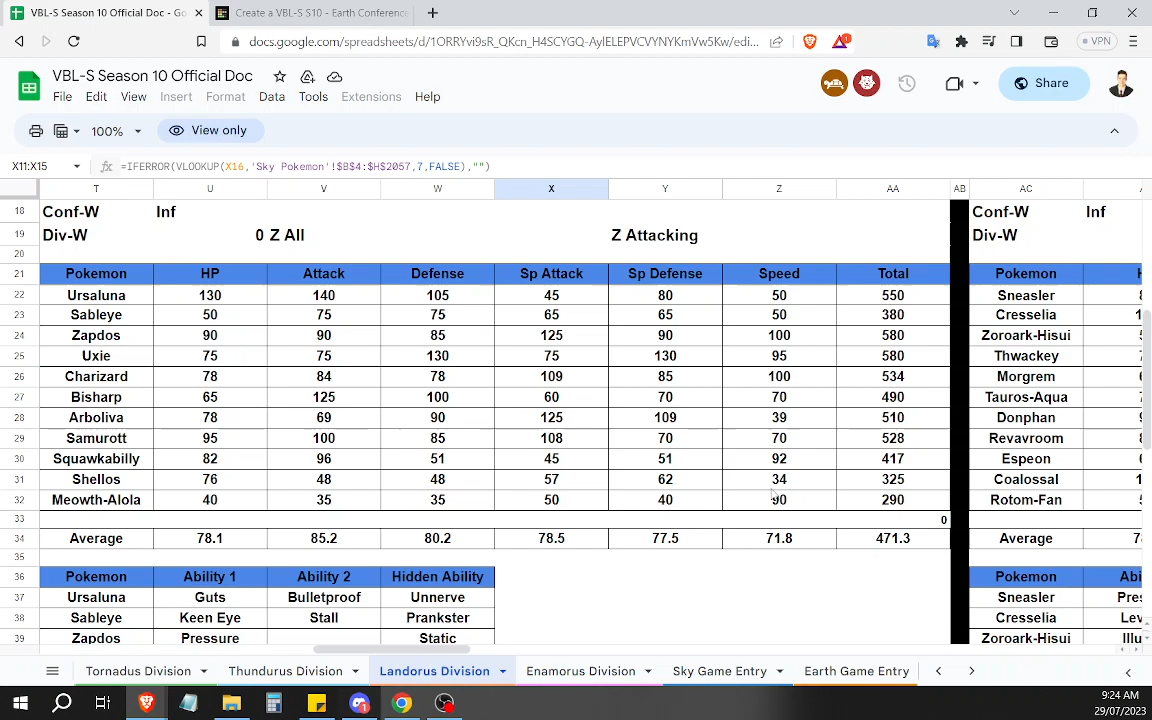 VBL-S Season 10 Official Doc - Go
Create a VBL-S S10 - Earth Conference
docs.google.com/spreadsheets/d/1ORRYvi9sR_QKcn_H4SCYGQ-AylELEPVCVYNYKmVw5Kw/edi...
VPN
VBL-S Season 10 Official Doc
File Edit View Insert Format Data Tools Extensions Help
Share
100% View only
X11:X15 fx =IFERROR(VLOOKUP(X16,'Sky Pokemon'!$B$4:$H$2057,7,FALSE),"")
T U V W X Y Z AA AB AC
18 Conf-W Inf Conf-W Inf
19 Div-W 0 Z All Z Attacking Div-W
20
21 Pokemon HP Attack Defense Sp Attack Sp Defense Speed Total Pokemon
22 Ursaluna 130 140 105 45 80 50 550 Sneasler
23 Sableye 50 75 75 65 65 50 380 Cresselia
24 Zapdos 90 90 85 125 90 100 580 Zoroark-Hisui
25 Uxie 75 75 130 75 130 95 580 Thwackey
26 Charizard 78 84 78 109 85 100 534 Morgrem
27 Bisharp 65 125 100 60 70 70 490 Tauros-Aqua
28 Arboliva 78 69 90 125 109 39 510 Donphan
29 Samurott 95 100 85 108 70 70 528 Revavroom
30 Squawkabilly 82 96 51 45 51 92 417 Espeon
31 Shellos 76 48 48 57 62 34 325 Coalossal
32 Meowth-Alola 40 35 35 50 40 90 290 Rotom-Fan
33 0
34 Average 78.1 85.2 80.2 78.5 77.5 71.8 471.3 Average
35
36 Pokemon Ability 1 Ability 2 Hidden Ability Pokemon Abi
37 Ursaluna Guts Bulletproof Unnerve Sneasler Pres
38 Sableye Keen Eye Stall Prankster Cresselia Lev
39 Zapdos Pressure Static Zoroark-Hisui Illu
Tornadus Division Thundurus Division Landorus Division Enamorus Division Sky Game Entry Earth Game Entry
9:24 AM
29/07/2023